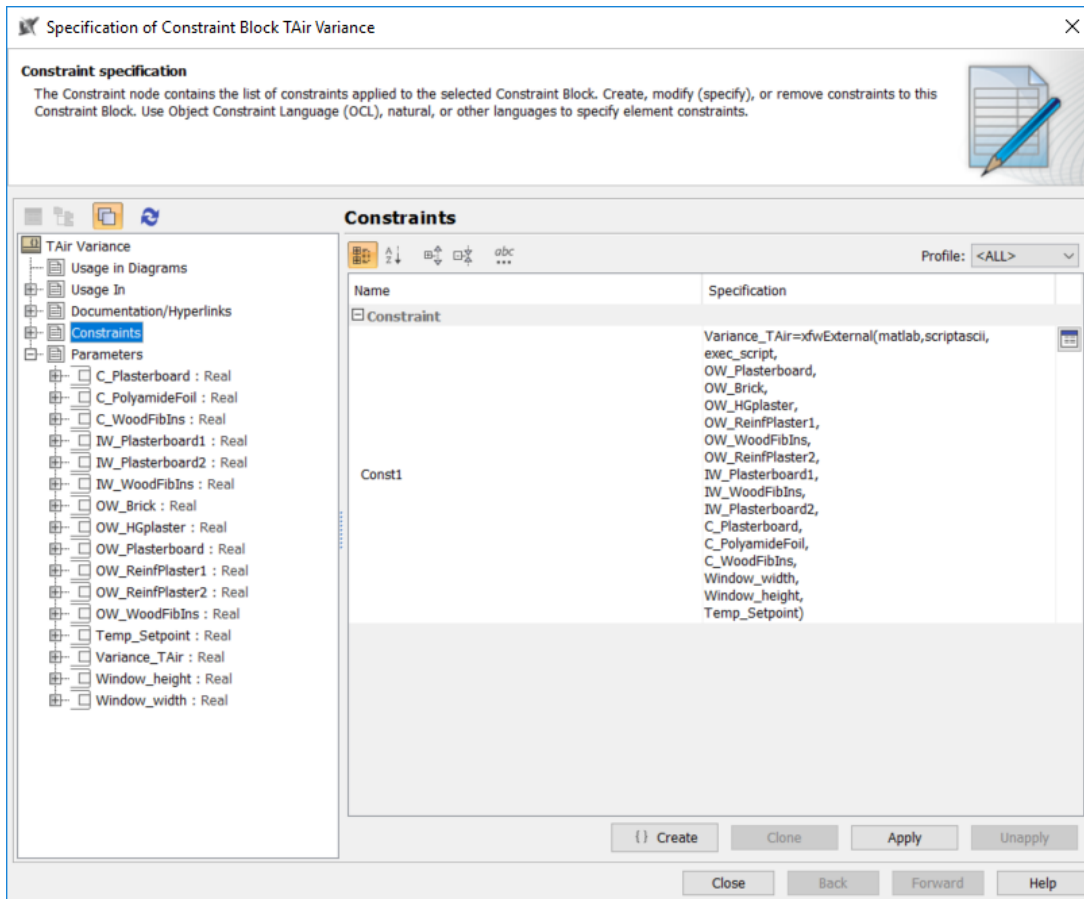 Specification of Constraint Block TAir Variance
Constraint specification
The Constraint node contains the list of constraints applied to the selected Constraint Block. Create, modify (specify), or remove constraints to this
Constraint Block. Use Object Constraint Language (OCL), natural, or other languages to specify element constraints.
TAir Variance
Usage in Diagrams
Usage In
Documentation/Hyperlinks
Constraints
Parameters
C_Plasterboard : Real
C_PolyamideFoil : Real
C_WoodFibIns : Real
IW_Plasterboard1 : Real
IW_Plasterboard2 : Real
IW_WoodFibIns : Real
OW_Brick : Real
OW_HGplaster : Real
OW_Plasterboard : Real
OW_ReinfPlaster1 : Real
OW_ReinfPlaster2 : Real
OW_WoodFibIns : Real
Temp_Setpoint : Real
Variance_TAir : Real
Window_height : Real
Window_width : Real
Constraints
A Z abc Profile: <ALL>
Name Specification
Constraint
Const1
Variance_TAir=xfwExternal(matlab,scriptascii,
exec_script,
OW_Plasterboard,
OW_Brick,
OW_HGplaster,
OW_ReinfPlaster1,
OW_WoodFibIns,
OW_ReinfPlaster2,
IW_Plasterboard1,
IW_WoodFibIns,
IW_Plasterboard2,
C_Plasterboard,
C_PolyamideFoil,
C_WoodFibIns,
Window_width,
Window_height,
Temp_Setpoint)
{} Create Clone Apply Unapply
Close Back Forward Help